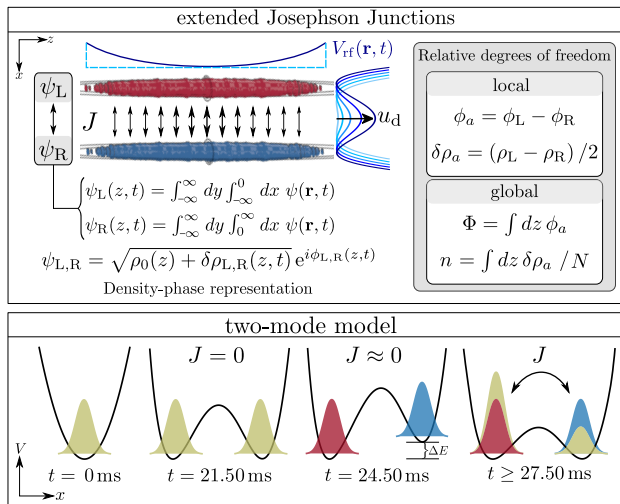 extended Josephson Junctions
z
x
V_rf(r, t)
ψ_L
J
ψ_R
u_d
ψ_L(z, t) = ∫_{-∞}^{∞} dy ∫_{-∞}^{0} dx ψ(r, t)
ψ_R(z, t) = ∫_{-∞}^{∞} dy ∫_{0}^{∞} dx ψ(r, t)
ψ_{L,R} = √(ρ_0(z) + δρ_{L,R}(z, t)) e^{iφ_{L,R}(z,t)}
Density-phase representation
Relative degrees of freedom
local
ϕ_a = ϕ_L − ϕ_R
δρ_a = (ρ_L − ρ_R) /2
global
Φ = ∫ dz ϕ_a
n = ∫ dz δρ_a /N
two-mode model
J = 0
J ≈ 0
J
ΔE
V
x
t = 0 ms
t = 21.50 ms
t = 24.50 ms
t ≥ 27.50 ms